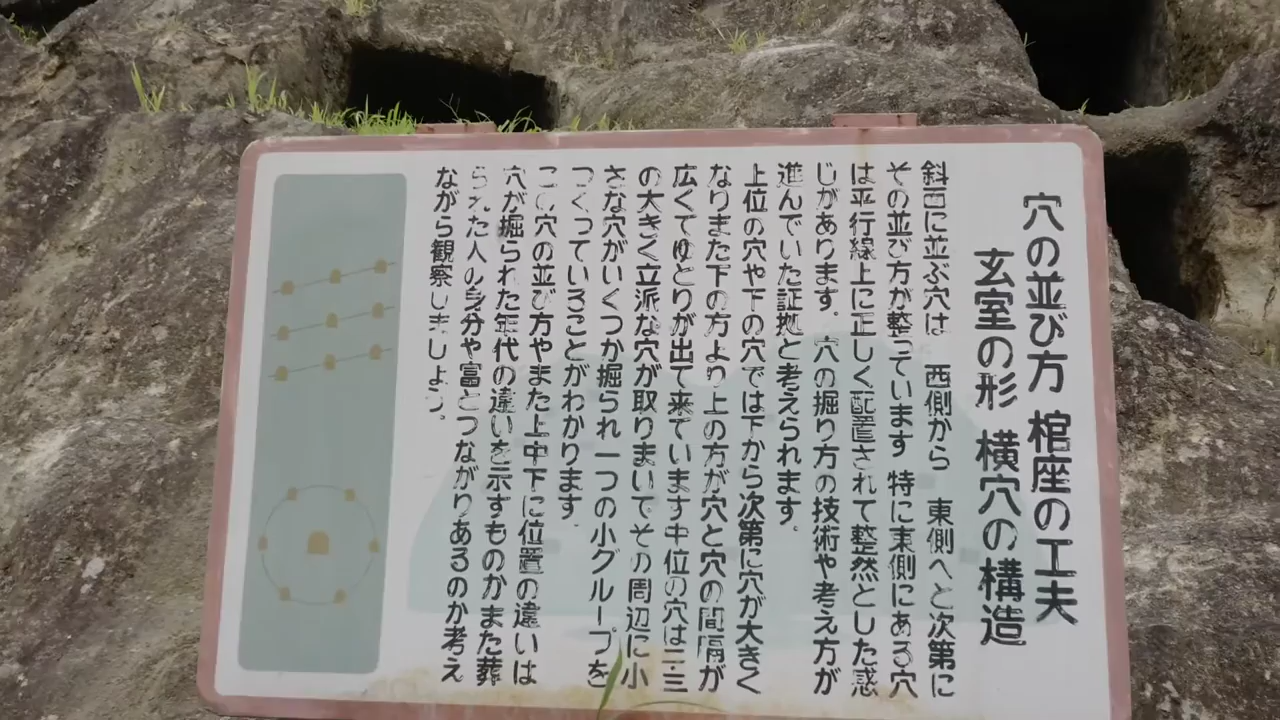 穴の並び方 棺座の工夫
玄室の形 横穴の構造
斜面に並ぶ穴は 西側から 東側へと次第に
その並び方が整っています 特に東側にある穴
は平行線上に正しく配置されて整然とした感
じがあります。穴の掘り方の技術や考え方が
進んでいた証拠と考えられます。
上位の穴や下の穴では下から次第に穴が大きく
なりまた下の方より上の方が穴と穴の間隔が
広くてゆとりが出て来ています中位の穴は二・三
の大きく立派な穴が取りまいてその周辺に小
さな穴がいくつか掘られ 一つの小グループを
つくっていることがわかります。
この穴の並び方やまた上中下に位置の違いは
穴が掘られた年代の違いを示すものかまた葬
られた人の身分や富とつながりあるのか考え
ながら観察しましょう。